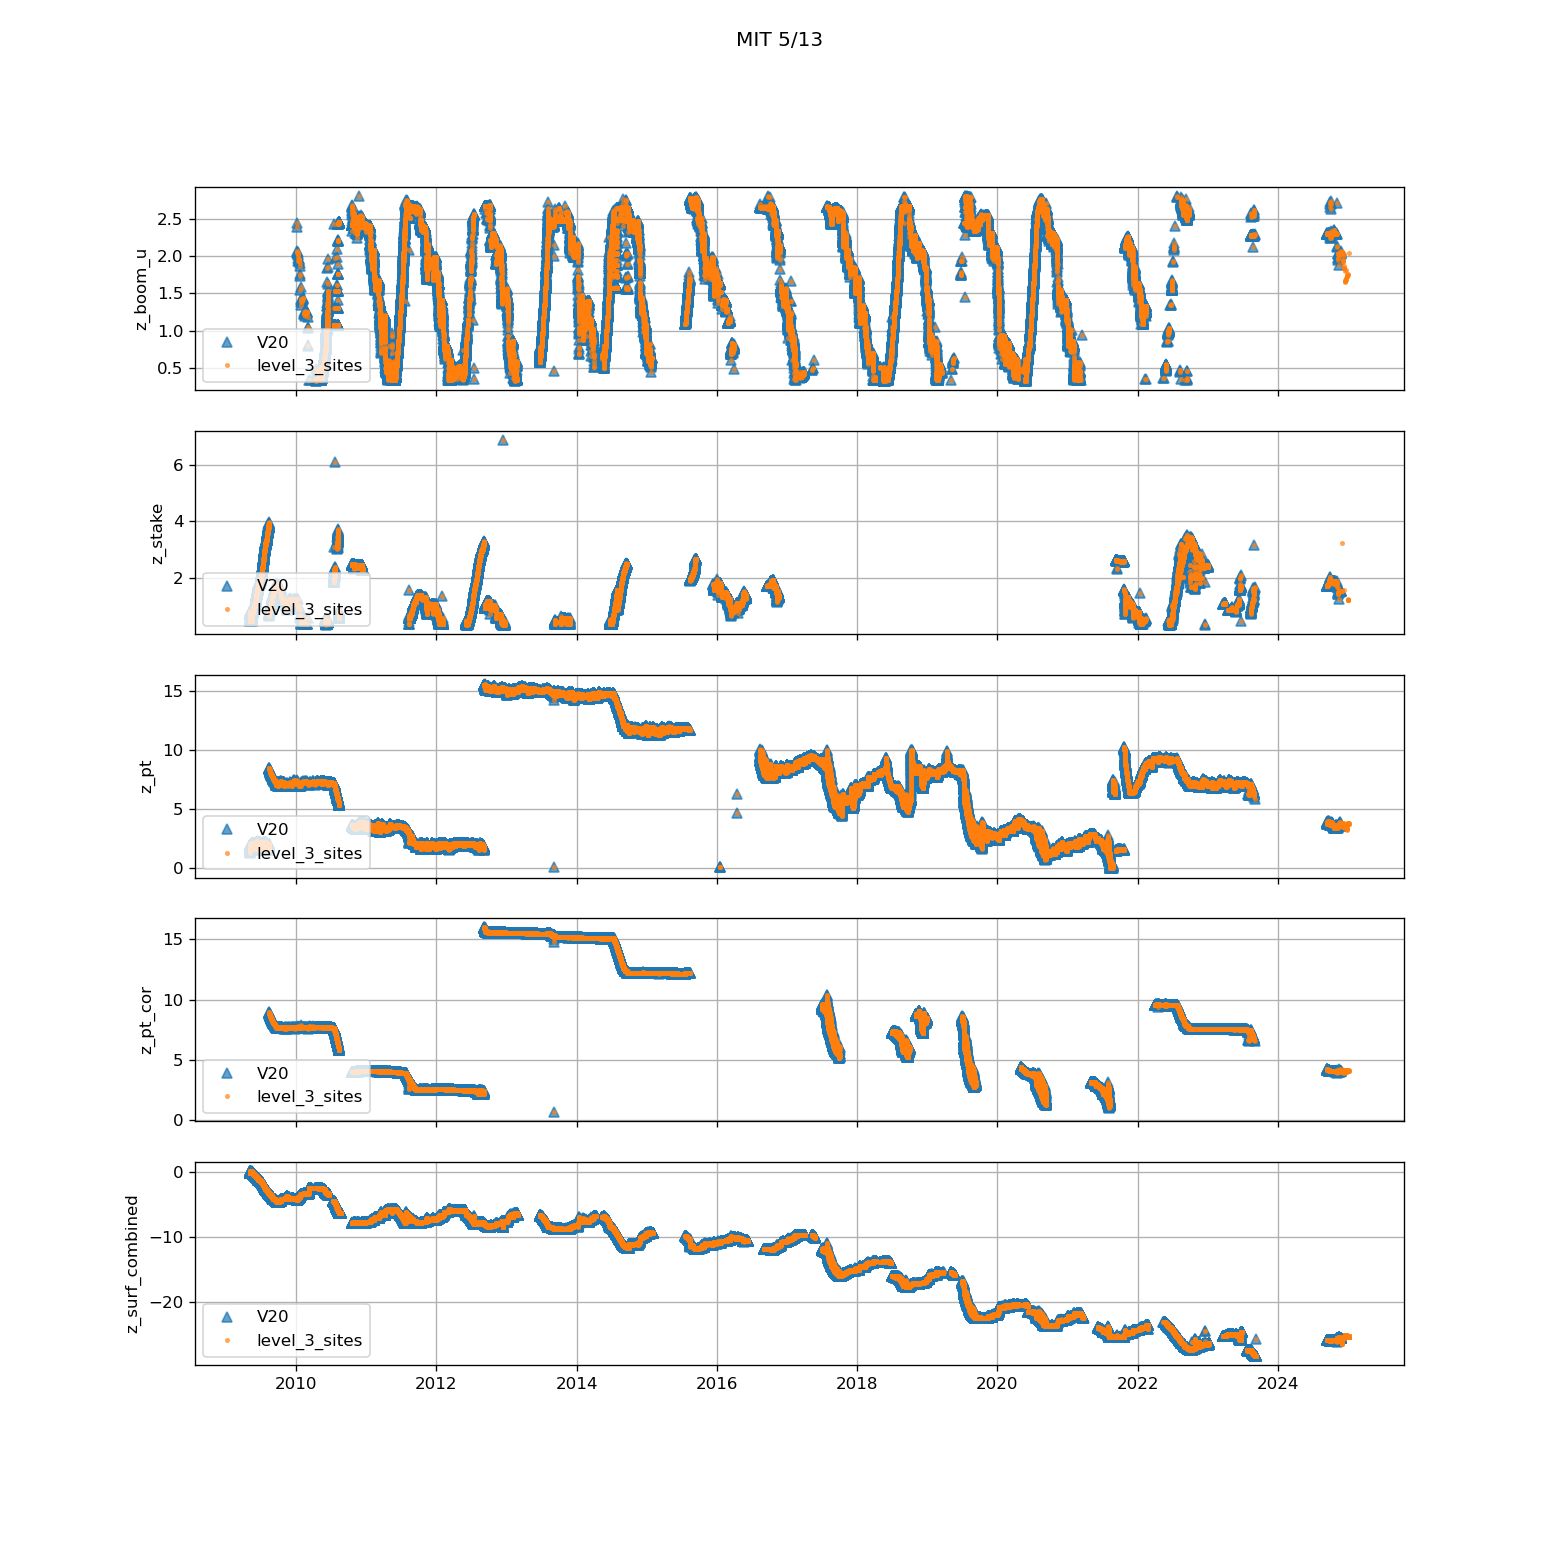 MIT 5/13
z_boom_u
2.5
2.0
1.5
1.0
0.5
V20
level_3_sites
z_stake
6
4
2
V20
level_3_sites
z_pt
15
10
5
0
V20
level_3_sites
z_pt_cor
15
10
5
0
V20
level_3_sites
z_surf_combined
0
−10
−20
V20
level_3_sites
2010 2012 2014 2016 2018 2020 2022 2024